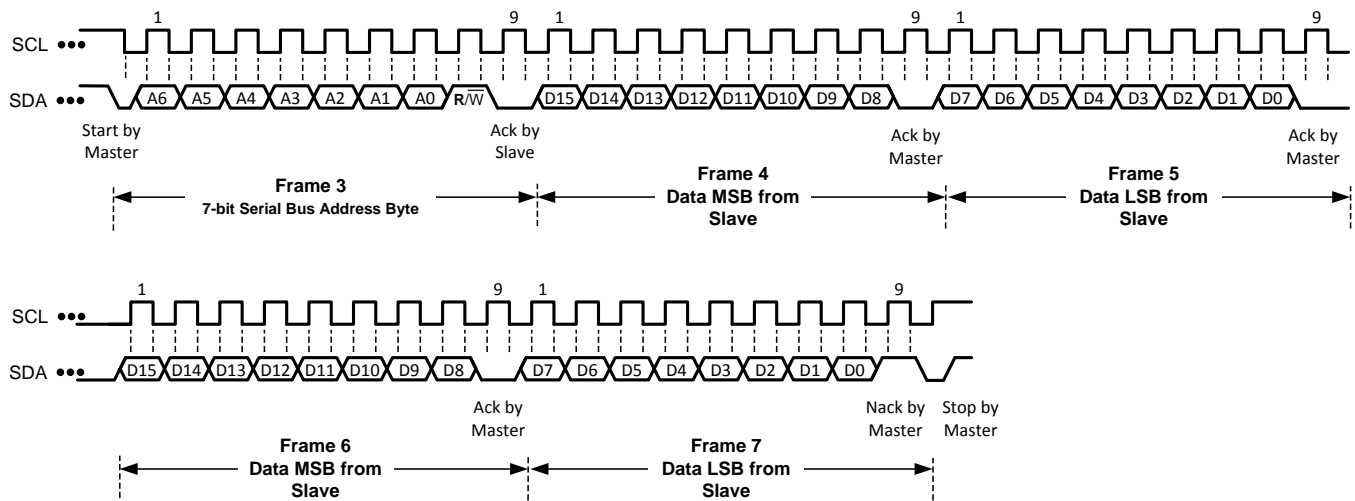 1 9 1 9 1 9
SCL •••
SDA ••• A6 A5 A4 A3 A2 A1 A0 R/W̅ D15 D14 D13 D12 D11 D10 D9 D8 D7 D6 D5 D4 D3 D2 D1 D0
Start by
Master
Ack by
Slave
Ack by
Master
Ack by
Master
Frame 3
7-bit Serial Bus Address Byte
Frame 4
Data MSB from
Slave
Frame 5
Data LSB from
Slave
1 9 1 9
SCL •••
SDA ••• D15 D14 D13 D12 D11 D10 D9 D8 D7 D6 D5 D4 D3 D2 D1 D0
Ack by
Master
Nack by
Master
Stop by
Master
Frame 6
Data MSB from
Slave
Frame 7
Data LSB from
Slave